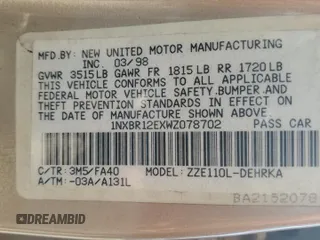 MFD.BY: NEW UNITED MOTOR MANUFACTURING
INC. 03/98
GVWR 3515LB GAWR FR 1815LB RR 1720LB
THIS VEHICLE CONFORMS TO ALL APPLICABLE
FEDERAL MOTOR VEHICLE SAFETY,BUMPER,AND
THEFT PREVENTION STANDARDS IN EFFECT ON
THE DATE OF MANUFACTURE SHOWN ABOVE.
1NXBR12EXWZ078702 PASS CAR
C/TR: 3M5/FA40 MODEL: ZZE110L-DEHRKA
A/TM: -03A/A131L
BA2152078
AUTOBIDMASTER